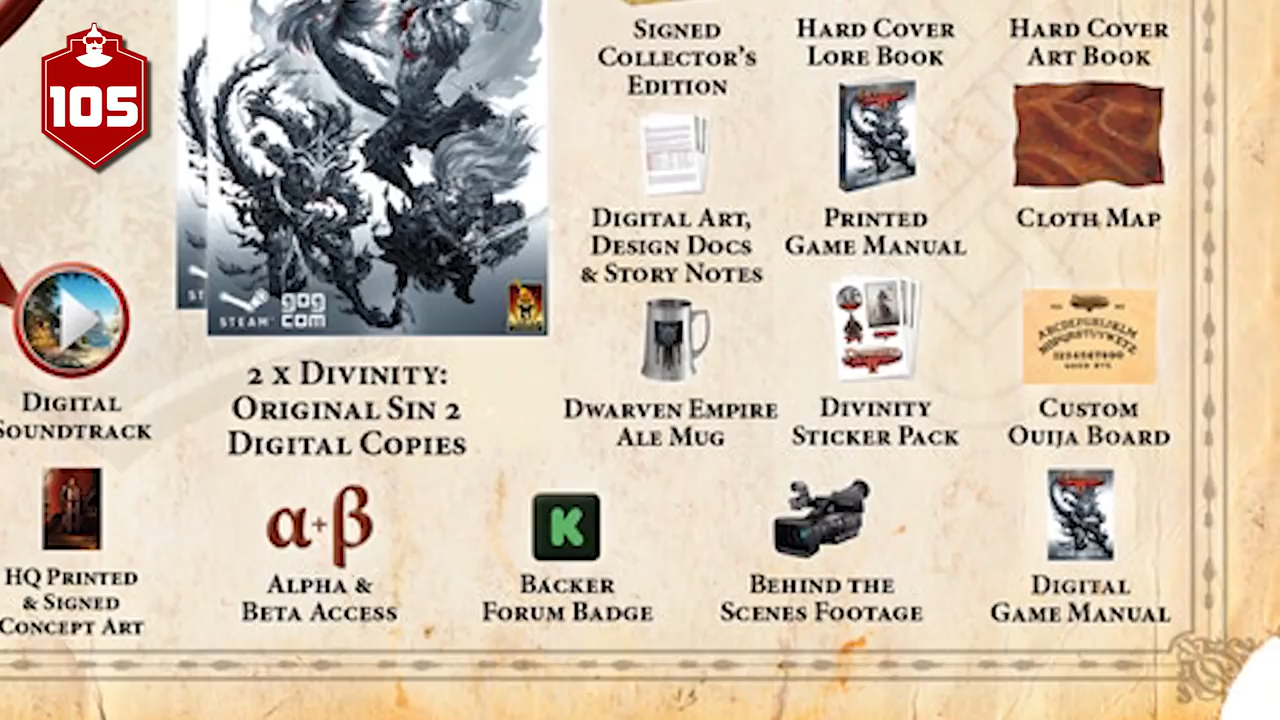 105
SIGNED
COLLECTOR'S
EDITION
HARD COVER
LORE BOOK
HARD COVER
ART BOOK
DIGITAL ART,
DESIGN DOCS
& STORY NOTES
PRINTED
GAME MANUAL
CLOTH MAP
ST
STEAM
gog
com
DIGITAL
SOUNDTRACK
2 X DIVINITY:
ORIGINAL SIN 2
DIGITAL COPIES
DWARVEN EMPIRE
ALE MUG
DIVINITY
STICKER PACK
CUSTOM
OUIJA BOARD
HQ PRINTED
& SIGNED
CONCEPT ART
α+β
ALPHA &
BETA ACCESS
K
BACKER
FORUM BADGE
BEHIND THE
SCENES FOOTAGE
DIGITAL
GAME MANUAL